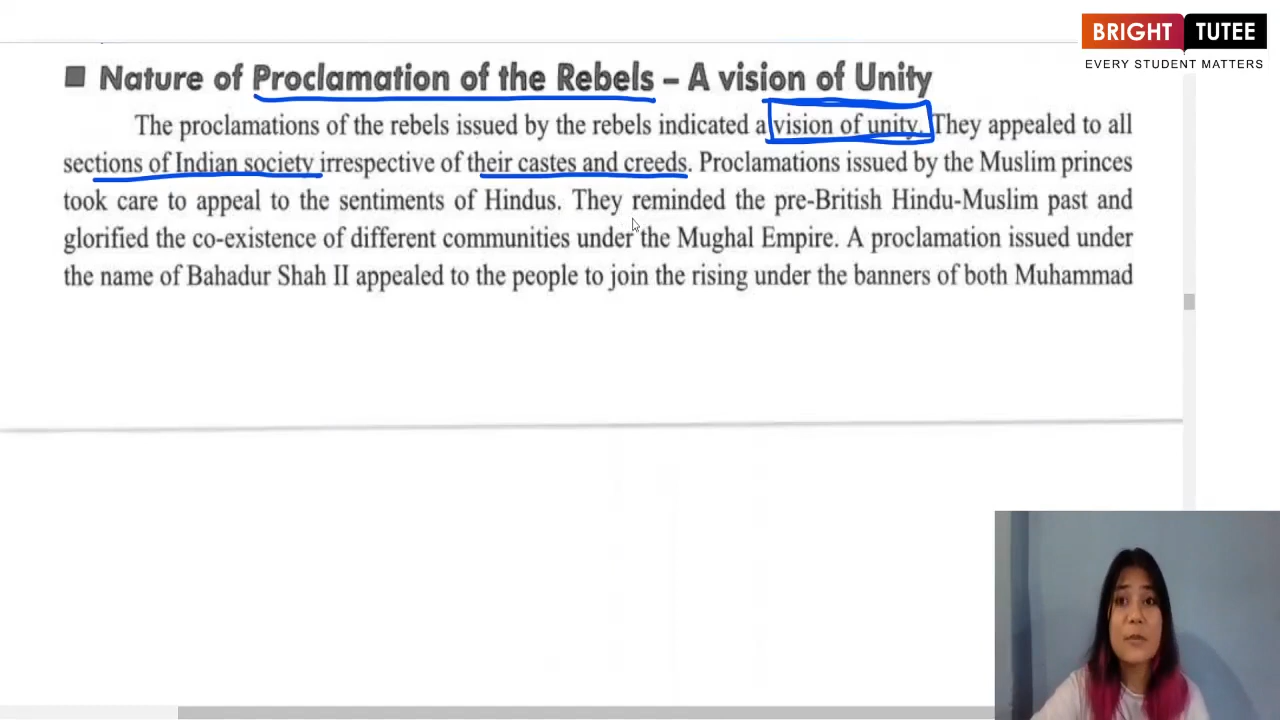 BRIGHT TUTEE
EVERY STUDENT MATTERS
Nature of Proclamation of the Rebels – A vision of Unity
The proclamations of the rebels issued by the rebels indicated a vision of unity. They appealed to all
sections of Indian society irrespective of their castes and creeds. Proclamations issued by the Muslim princes
took care to appeal to the sentiments of Hindus. They reminded the pre-British Hindu-Muslim past and
glorified the co-existence of different communities under the Mughal Empire. A proclamation issued under
the name of Bahadur Shah II appealed to the people to join the rising under the banners of both Muhammad